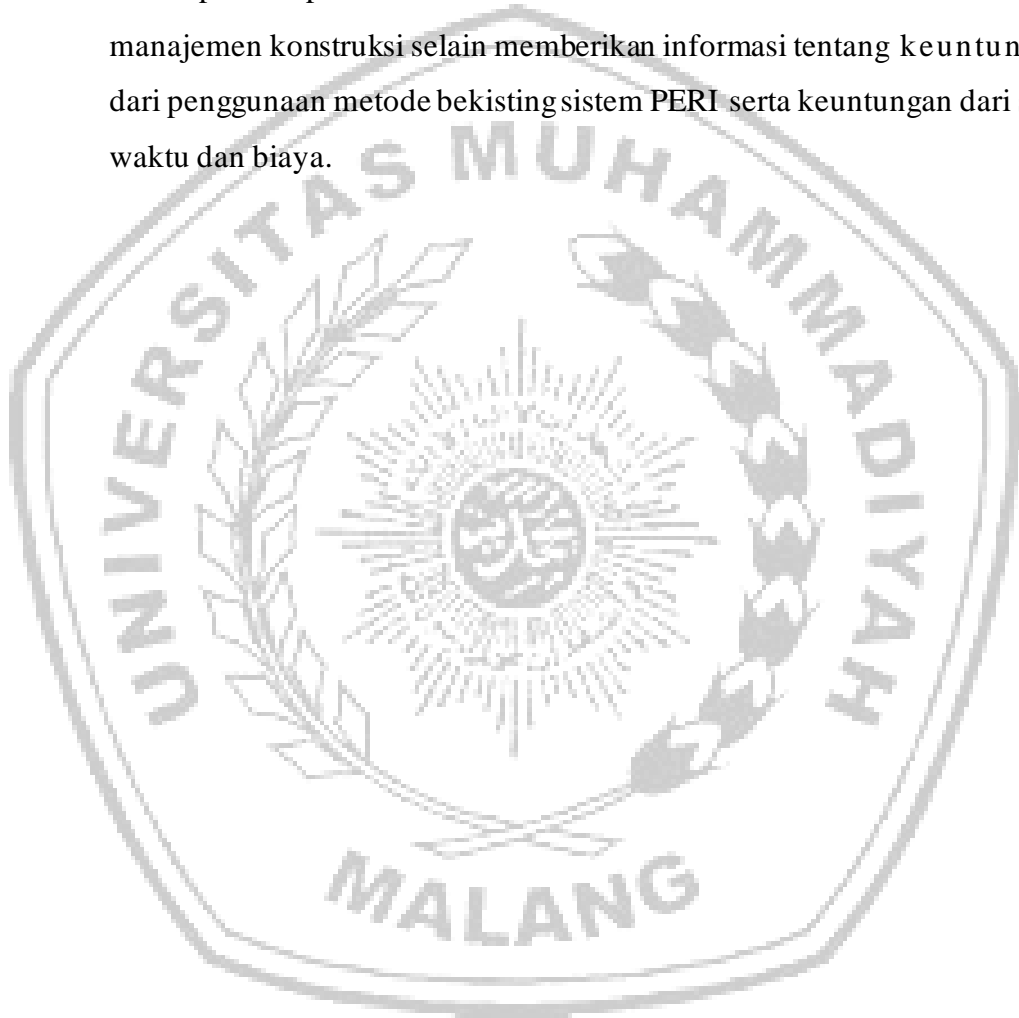 manajemen konstruksi selain memberikan informasi tentang keuntun
dari penggunaan metode bekisting sistem PERI serta keuntungan dari
waktu dan biaya.
UNIVERSITAS MUHAMMADIYAH
MALANG